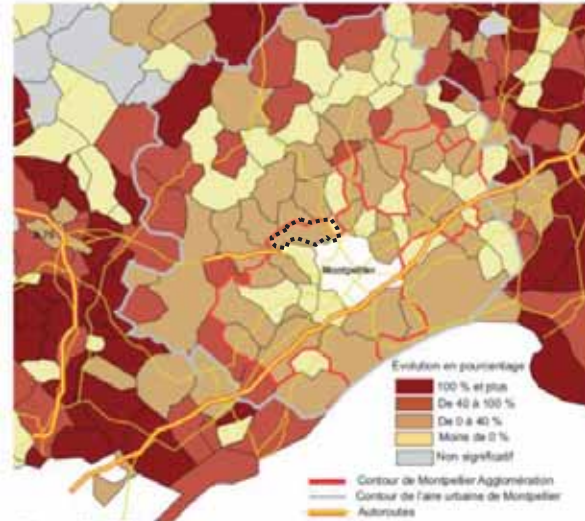 Montpellier
Evolution en pourcentage
100 % et plus
De 40 à 100 %
De 0 à 40 %
Moins de 0 %
Non significatif
Contour de Montpellier Agglomération
Contour de l'aire urbaine de Montpellier
Autoroutes